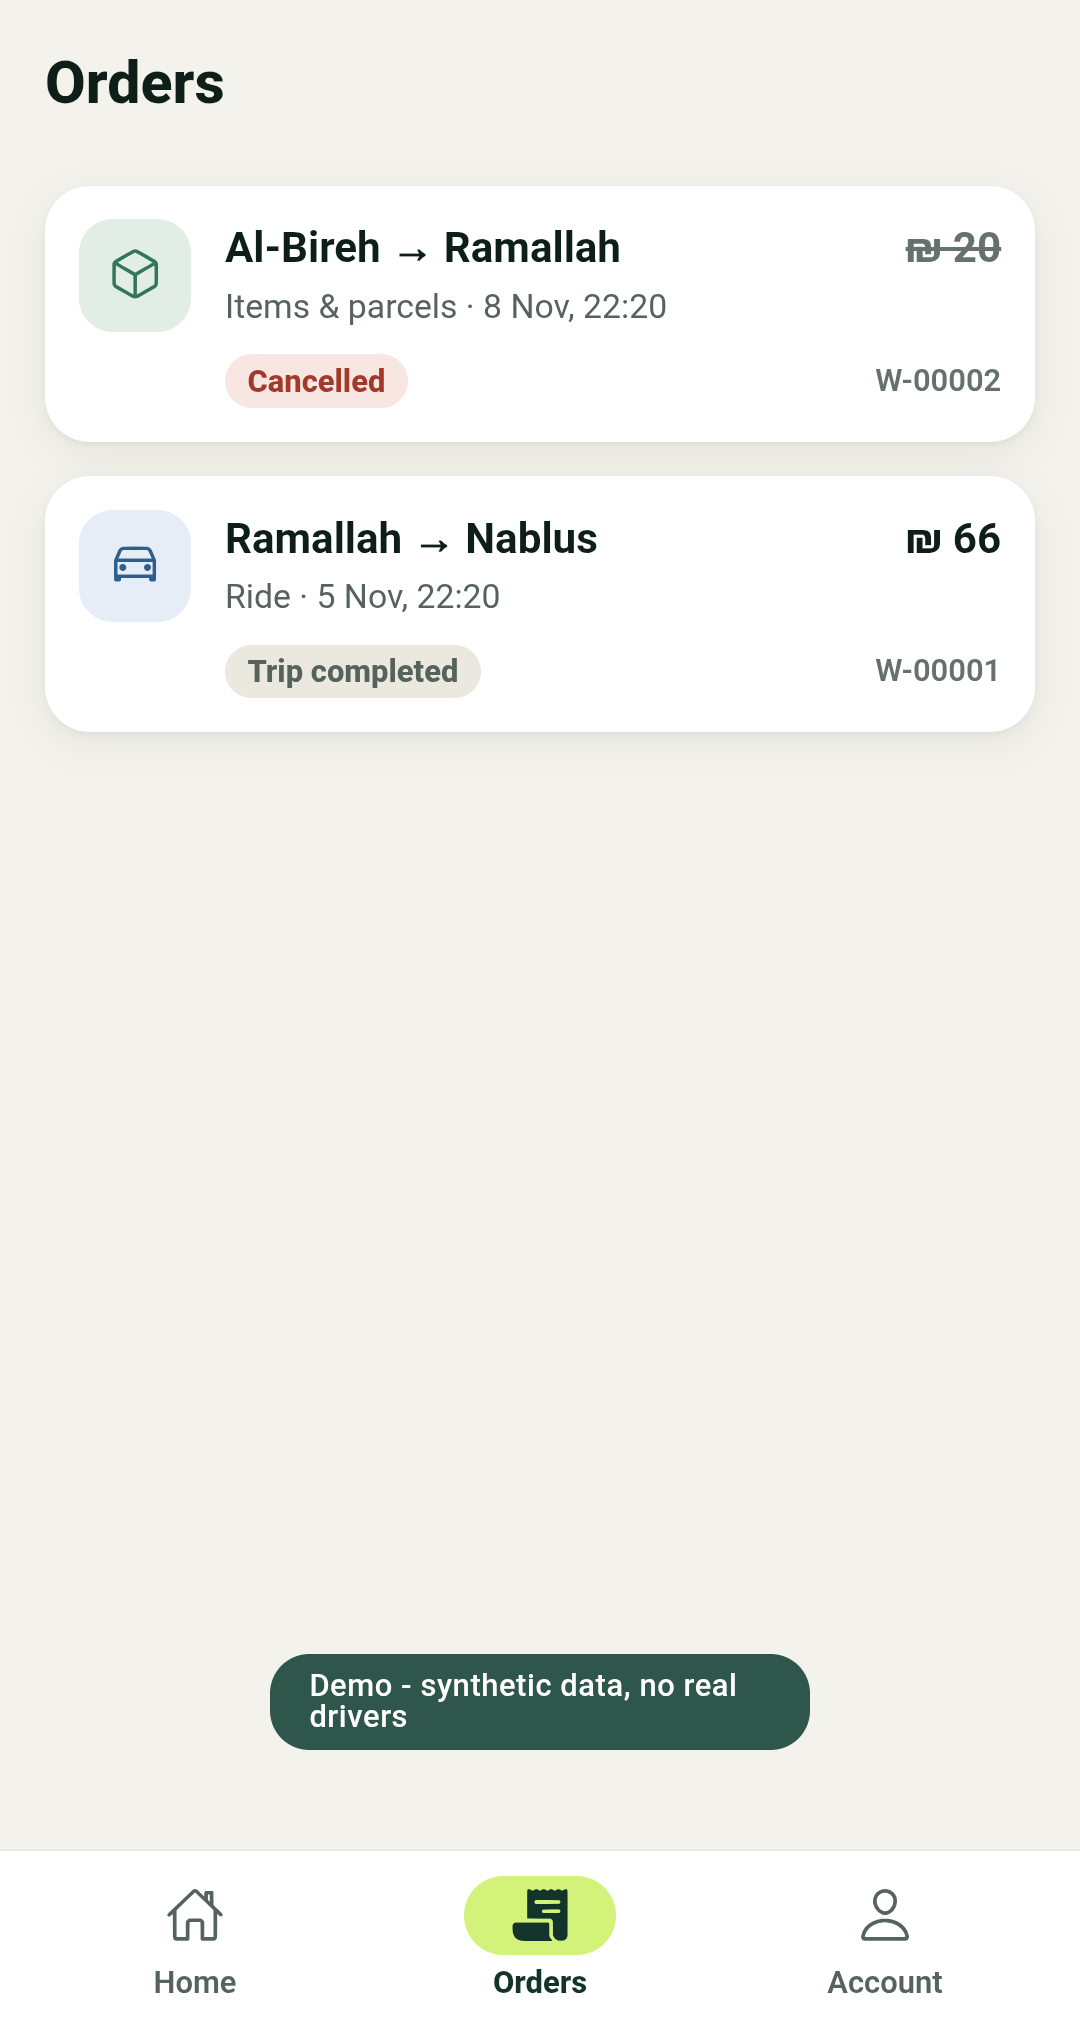 Orders
Al-Bireh → Ramallah
₪ 20
Items & parcels · 8 Nov, 22:20
Cancelled
W-00002
Ramallah → Nablus
₪ 66
Ride · 5 Nov, 22:20
Trip completed
W-00001
Demo - synthetic data, no real
drivers
Home
Orders
Account